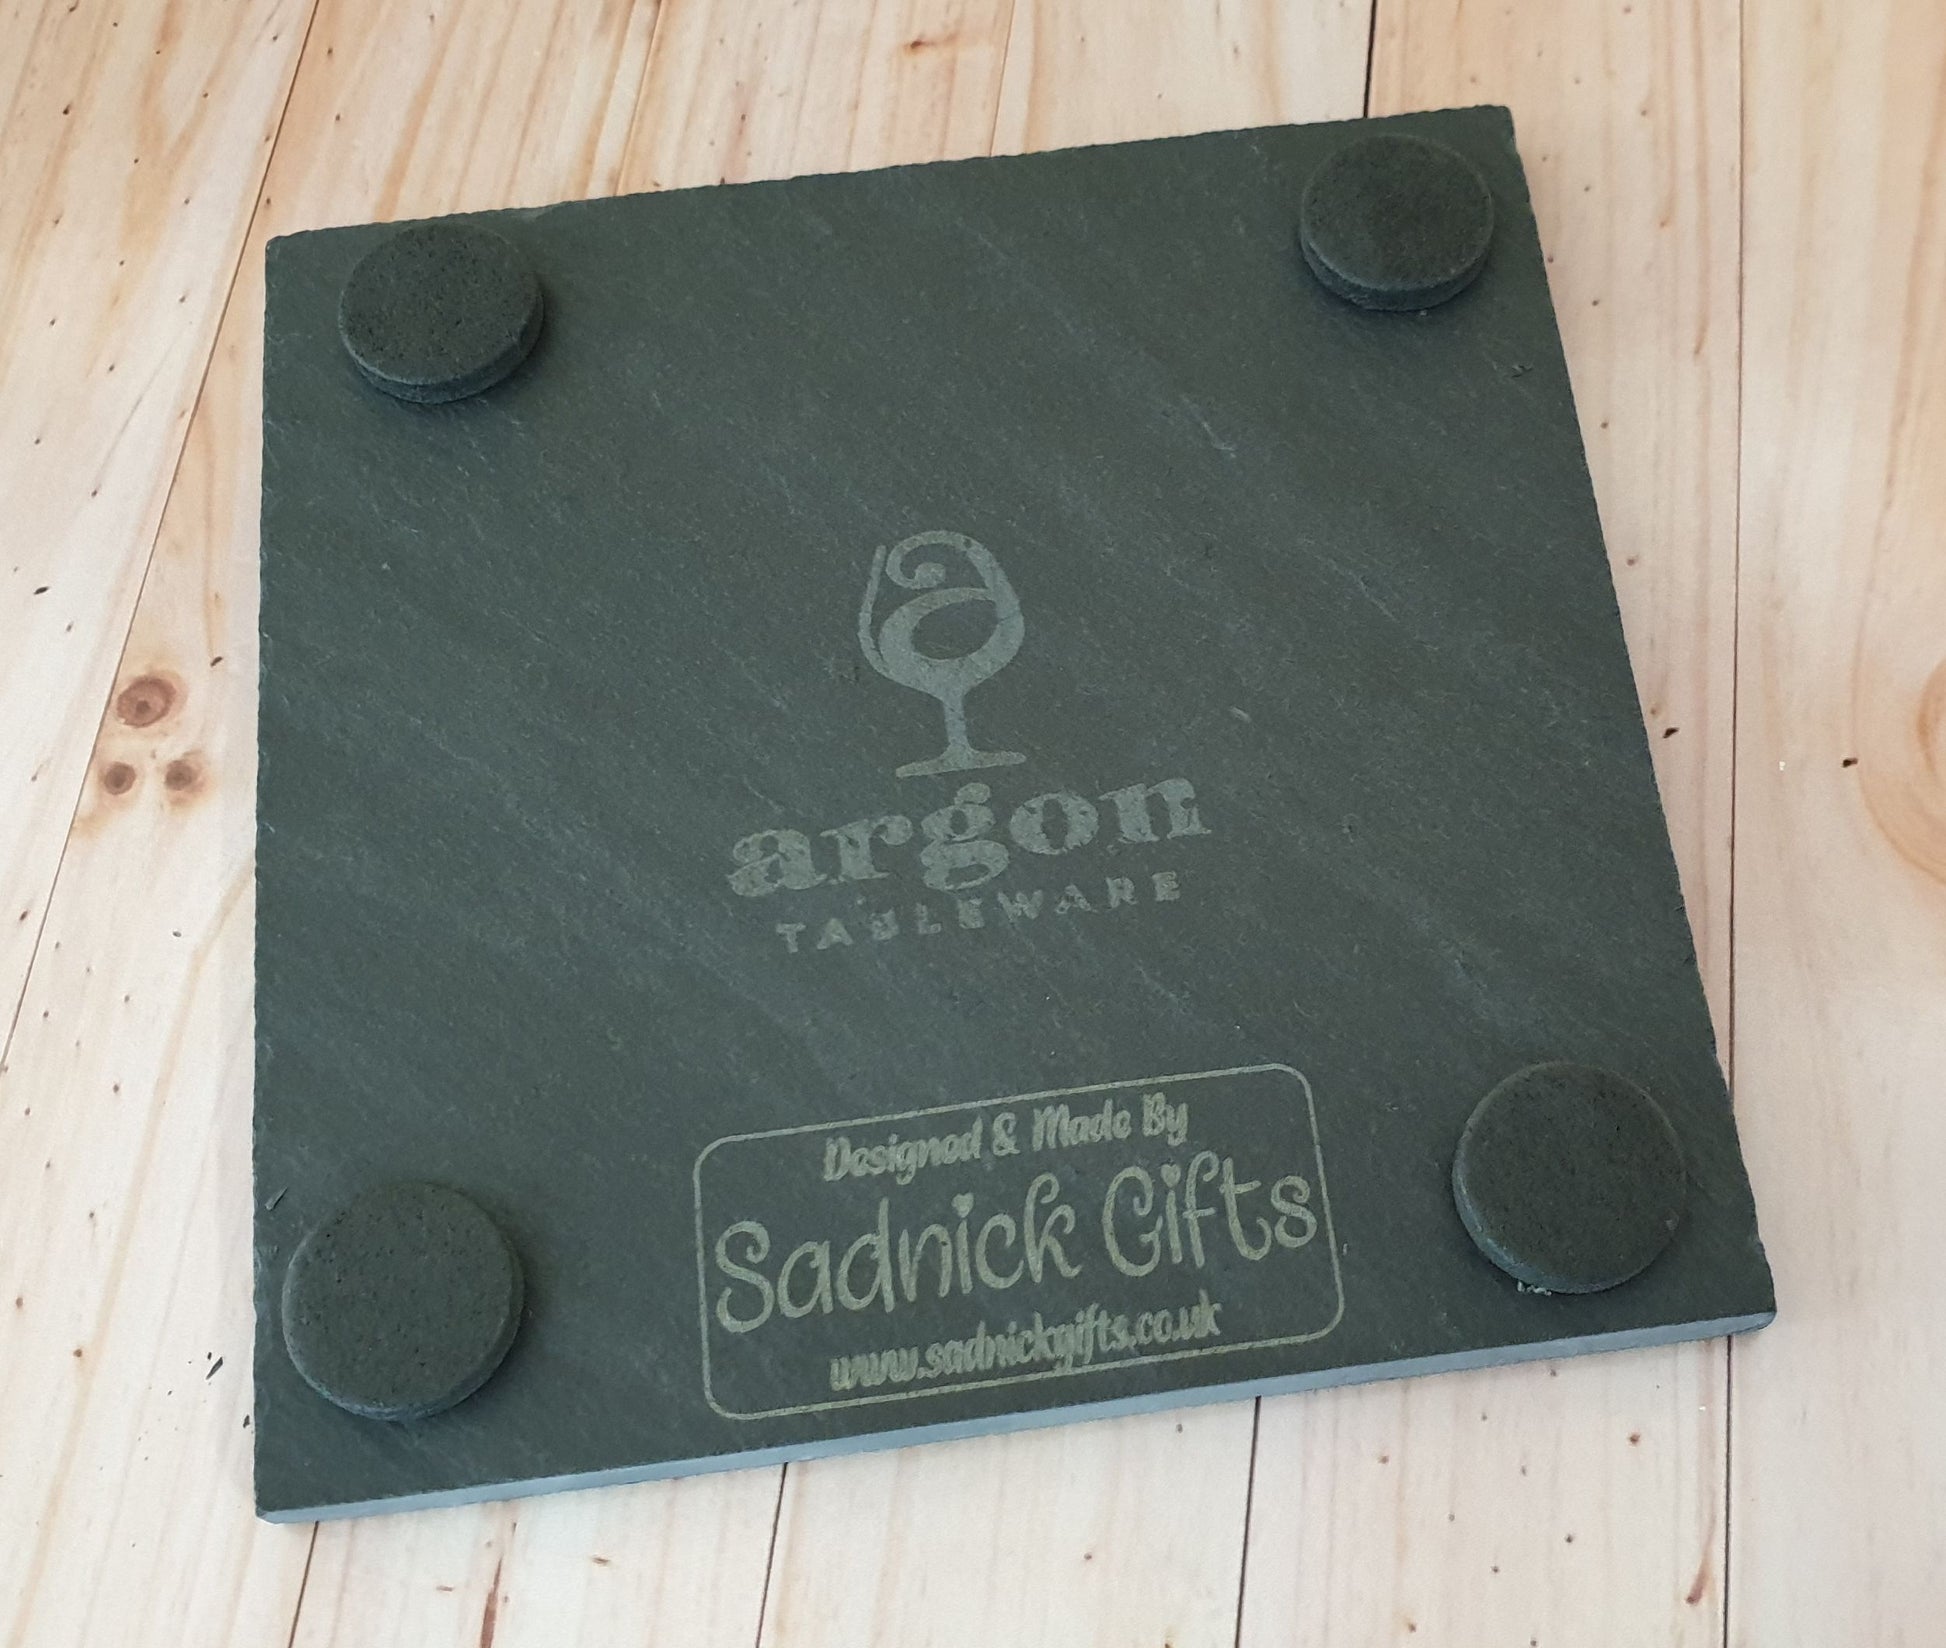 argon
TABLEWARE
Designed & Made By
Sadnick Gifts
www.sadnickgifts.co.uk